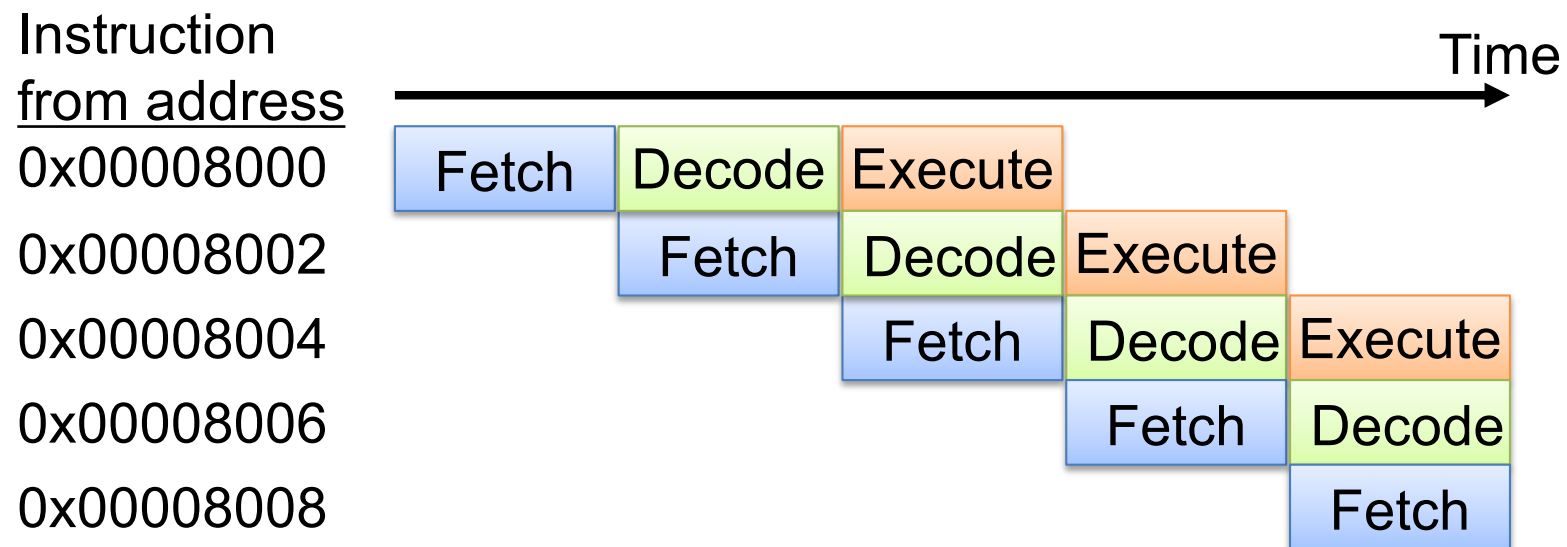 Instruction
from address
Time
0x00008000 Fetch Decode Execute
0x00008002 Fetch Decode Execute
0x00008004 Fetch Decode Execute
0x00008006 Fetch Decode
0x00008008 Fetch